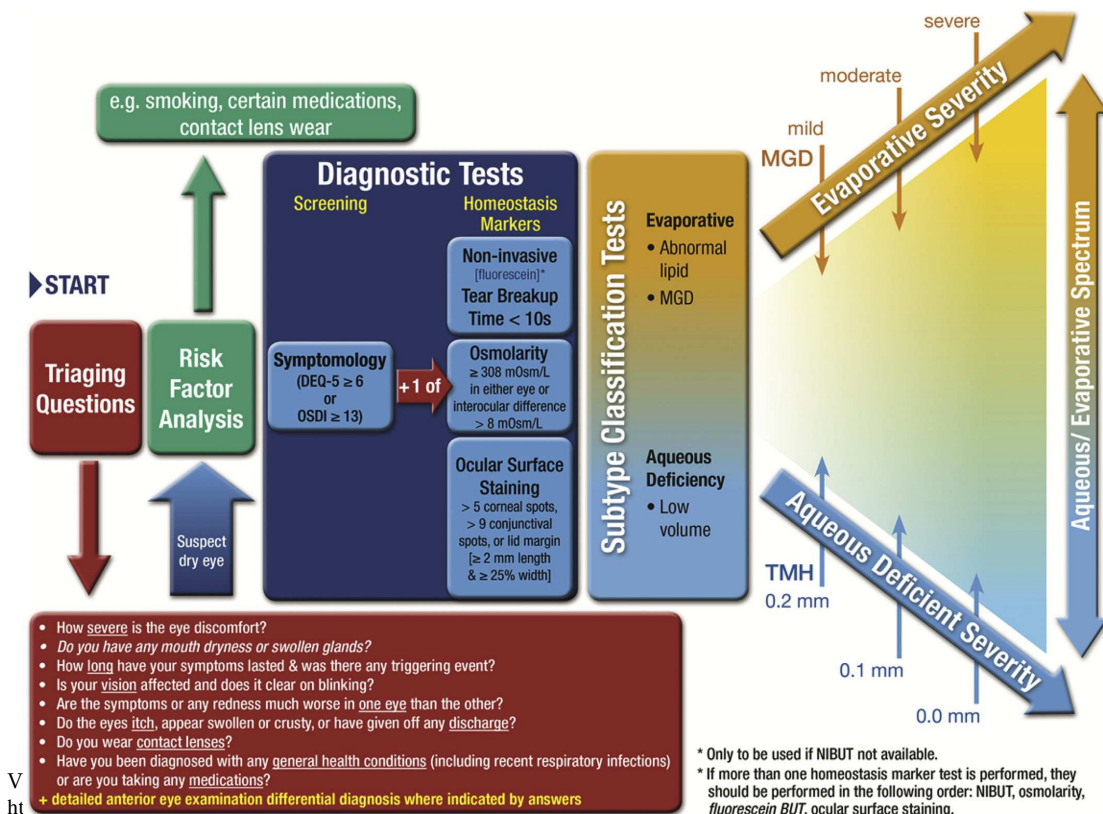 e.g. smoking, certain medications,
contact lens wear
START
Triaging
Questions
Risk
Factor
Analysis
Suspect
dry eye
Diagnostic Tests
Screening
Symptomology
(DEQ-5 ≥ 6
or
OSDI ≥ 13)
+1 of
Homeostasis
Markers
Non-invasive
[fluorescein]*
Tear Breakup
Time < 10s
Osmolarity
≥ 308 mOsm/L
in either eye or
interocular difference
> 8 mOsm/L
Ocular Surface
Staining
> 5 corneal spots,
> 9 conjunctival
spots, or lid margin
[≥ 2 mm length
& ≥ 25% width]
Subtype Classification Tests
Evaporative
• Abnormal
lipid
• MGD
Aqueous
Deficiency
• Low
volume
severe
moderate
mild
MGD
Evaporative Severity
Aqueous/ Evaporative Spectrum
Aqueous Deficient Severity
TMH
0.2 mm
0.1 mm
0.0 mm
• How severe is the eye discomfort?
• Do you have any mouth dryness or swollen glands?
• How long have your symptoms lasted & was there any triggering event?
• Is your vision affected and does it clear on blinking?
• Are the symptoms or any redness much worse in one eye than the other?
• Do the eyes itch, appear swollen or crusty, or have given off any discharge?
• Do you wear contact lenses?
• Have you been diagnosed with any general health conditions (including recent respiratory infections)
or are you taking any medications?
+ detailed anterior eye examination differential diagnosis where indicated by answers
* Only to be used if NIBUT not available.
* If more than one homeostasis marker test is performed, they
should be performed in the following order: NIBUT, osmolarity,
fluorescein BUT, ocular surface staining.
V
ht